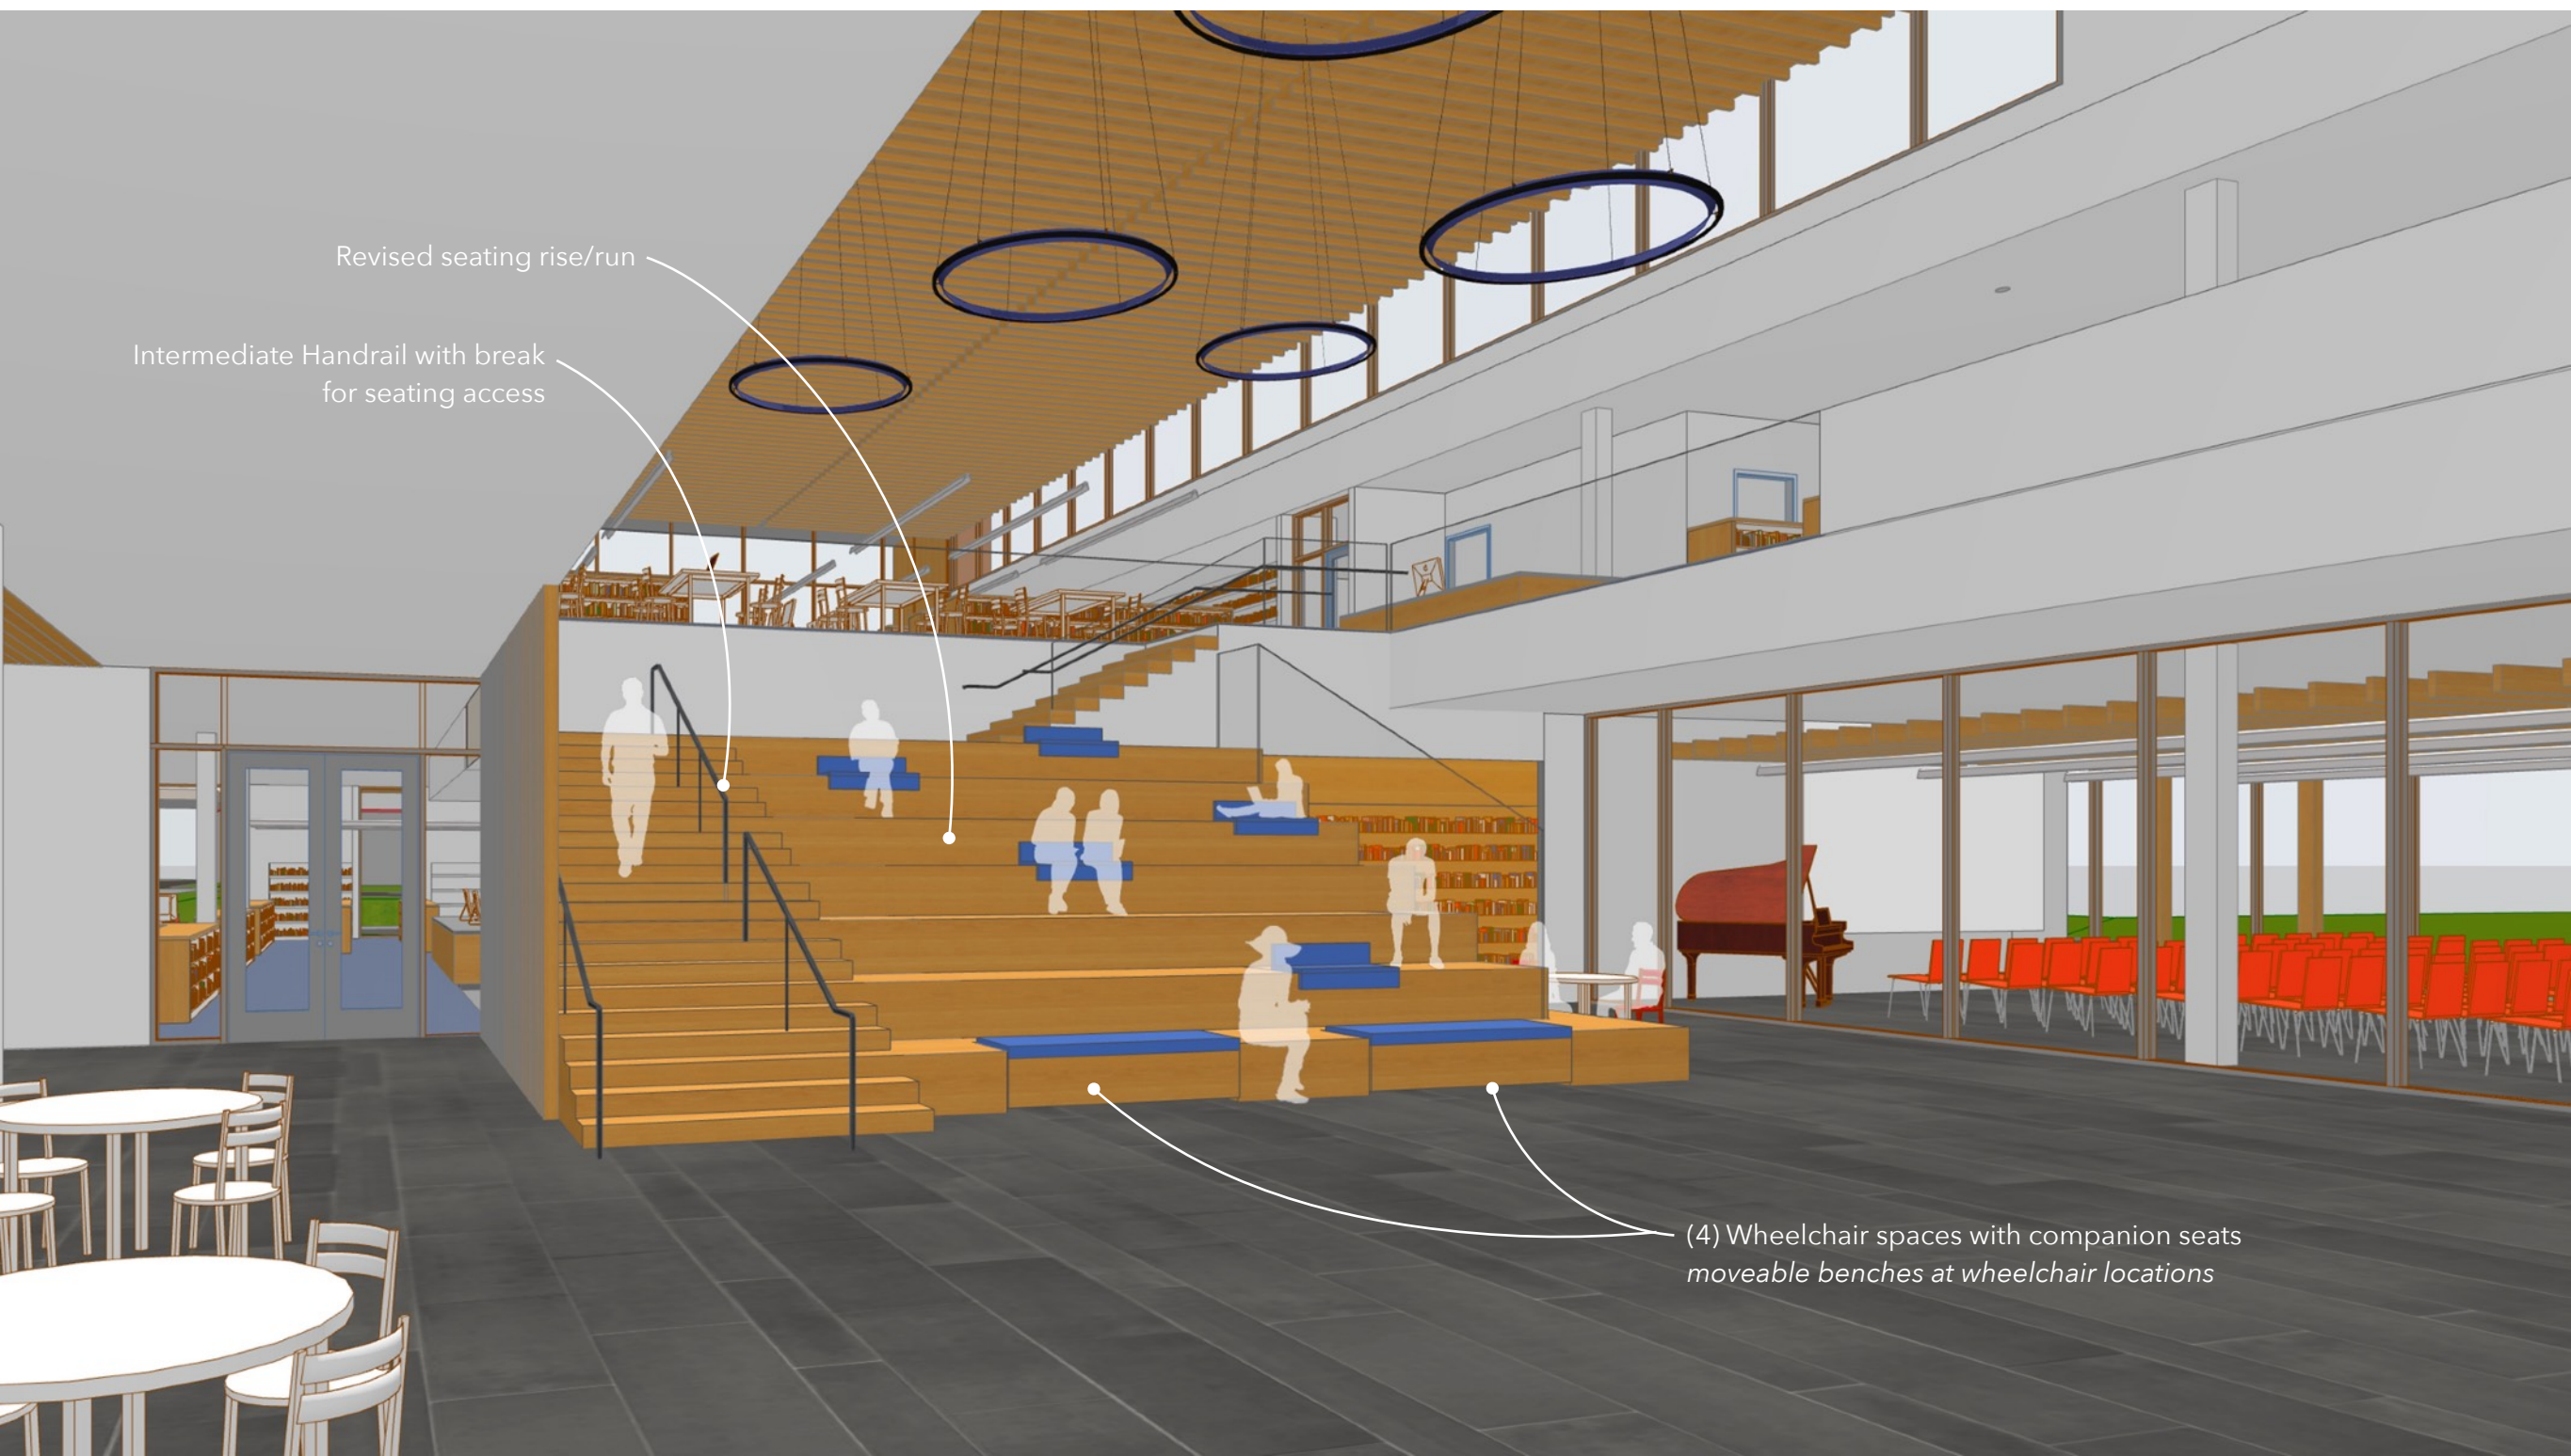 Revised seating rise/run
Intermediate Handrail with break
for seating access
(4) Wheelchair spaces with companion seats
moveable benches at wheelchair locations